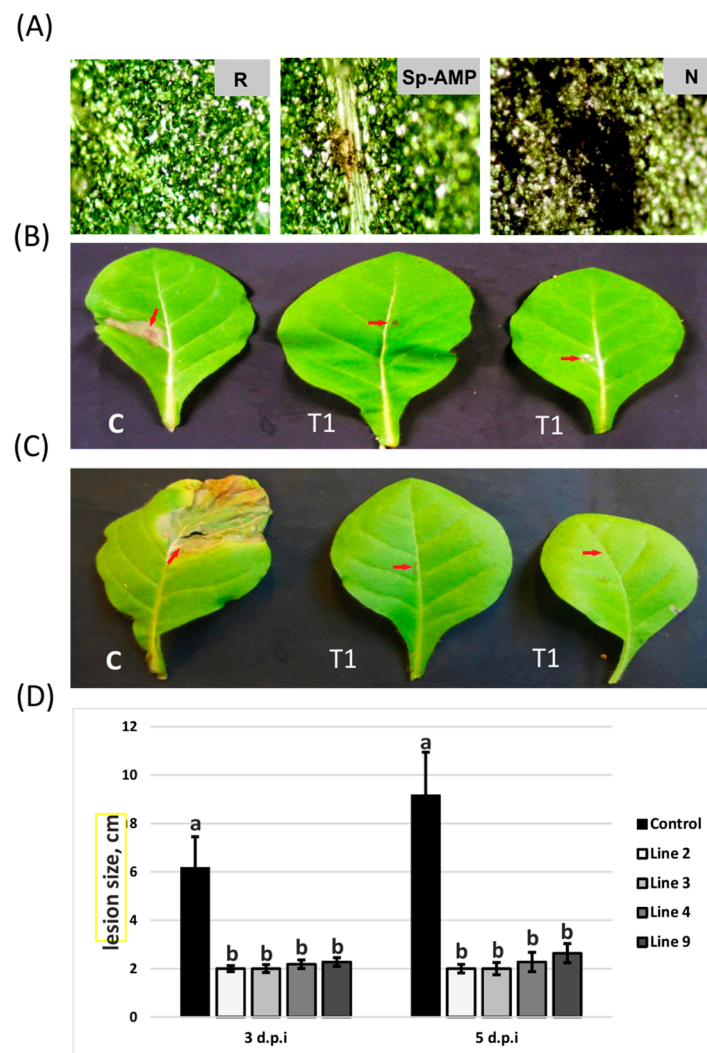 (A)
R
Sp-AMP
N
(B)
C
T1
T1
(C)
C
T1
T1
(D)
12
10
8
6
4
2
0
lesion size, cm
a
b
b
b
b
a
b
b
b
b
3 d.p.i
5 d.p.i
Control
Line 2
Line 3
Line 4
Line 9